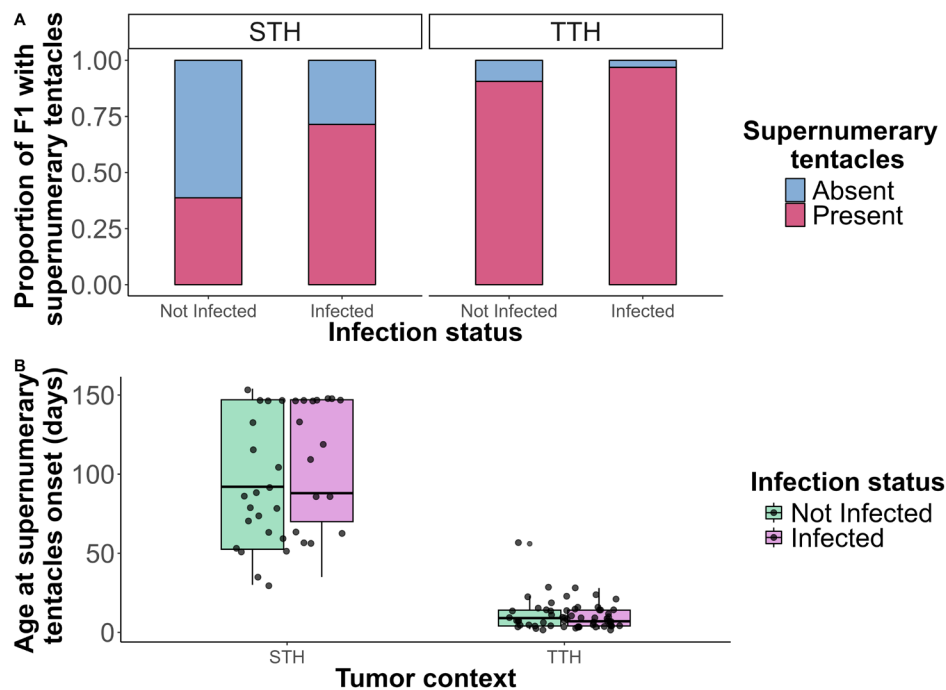 A
Proportion of F1 with
supernumerary tentacles
STH
TTH
1.00
0.75
0.50
0.25
0.00
Not Infected
Infected
Not Infected
Infected
Infection status
Supernumerary
tentacles
Absent
Present
B
Age at supernumerary
tentacles onset (days)
150
100
50
0
STH
TTH
Tumor context
Infection status
Not Infected
Infected